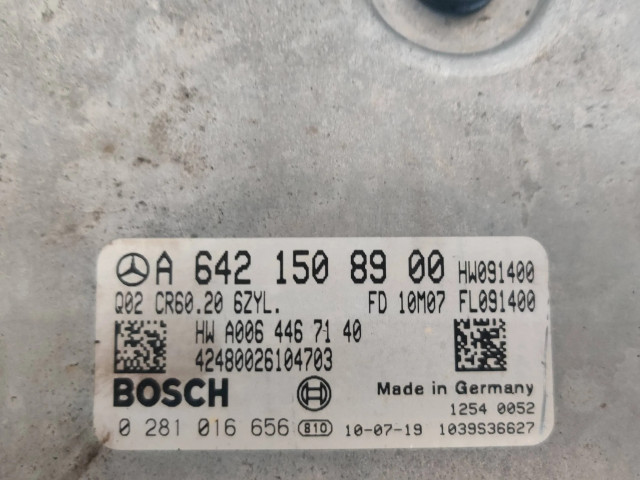 A 642 150 89 00 HW091400
Q02 CR60.20 6ZYL. FD 10M07 FL091400
HW A006 446 71 40
42480026104703
BOSCH Made in Germany
1254 0052
0 281 016 656 810 10-07-19 1039S36627